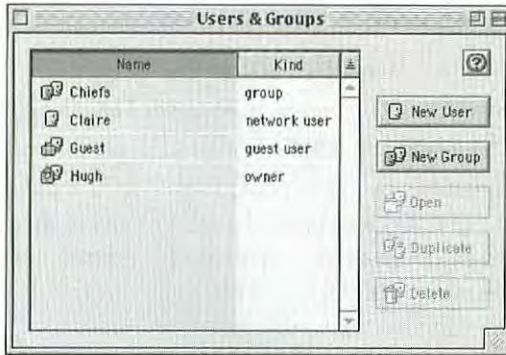 Users & Groups
Name Kind
Chiefs group
Claire network user
Guest guest user
Hugh owner
?
New User
New Group
Open
Duplicate
Delete